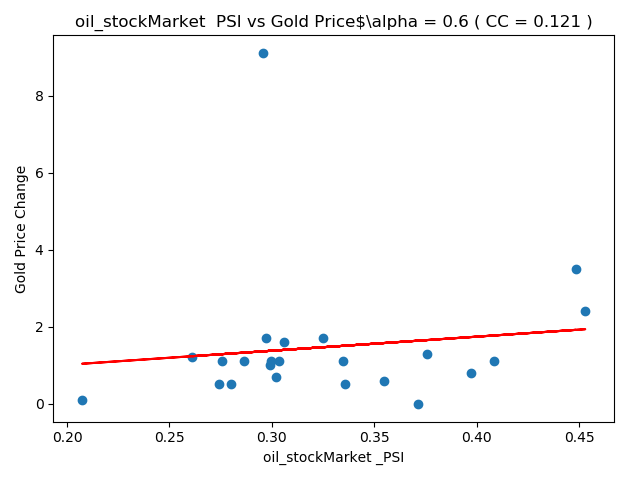 oil_stockMarket  PSI vs Gold Price$\alpha = 0.6 ( CC = 0.121 )
Gold Price Change
8
6
4
2
0
0.20 0.25 0.30 0.35 0.40 0.45
oil_stockMarket _PSI